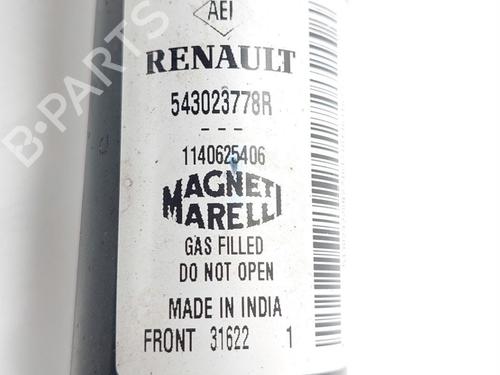 AEI
RENAULT
543023778R
---
1140625406
MAGNETI
MARELLI
GAS FILLED
DO NOT OPEN
MADE IN INDIA
FRONT 31622 1
B-PARTS